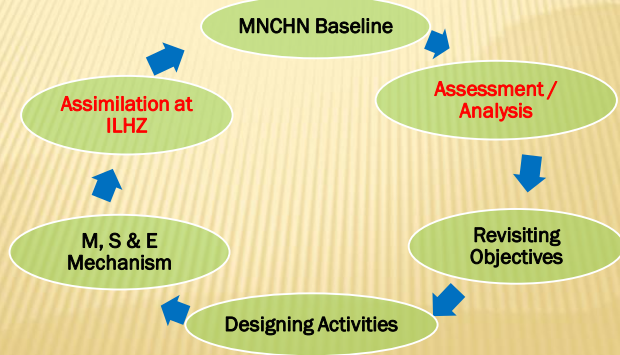 MNCHN Baseline
Assessment /
Analysis
Revisiting
Objectives
Designing Activities
M, S & E
Mechanism
Assimilation at
ILHZ